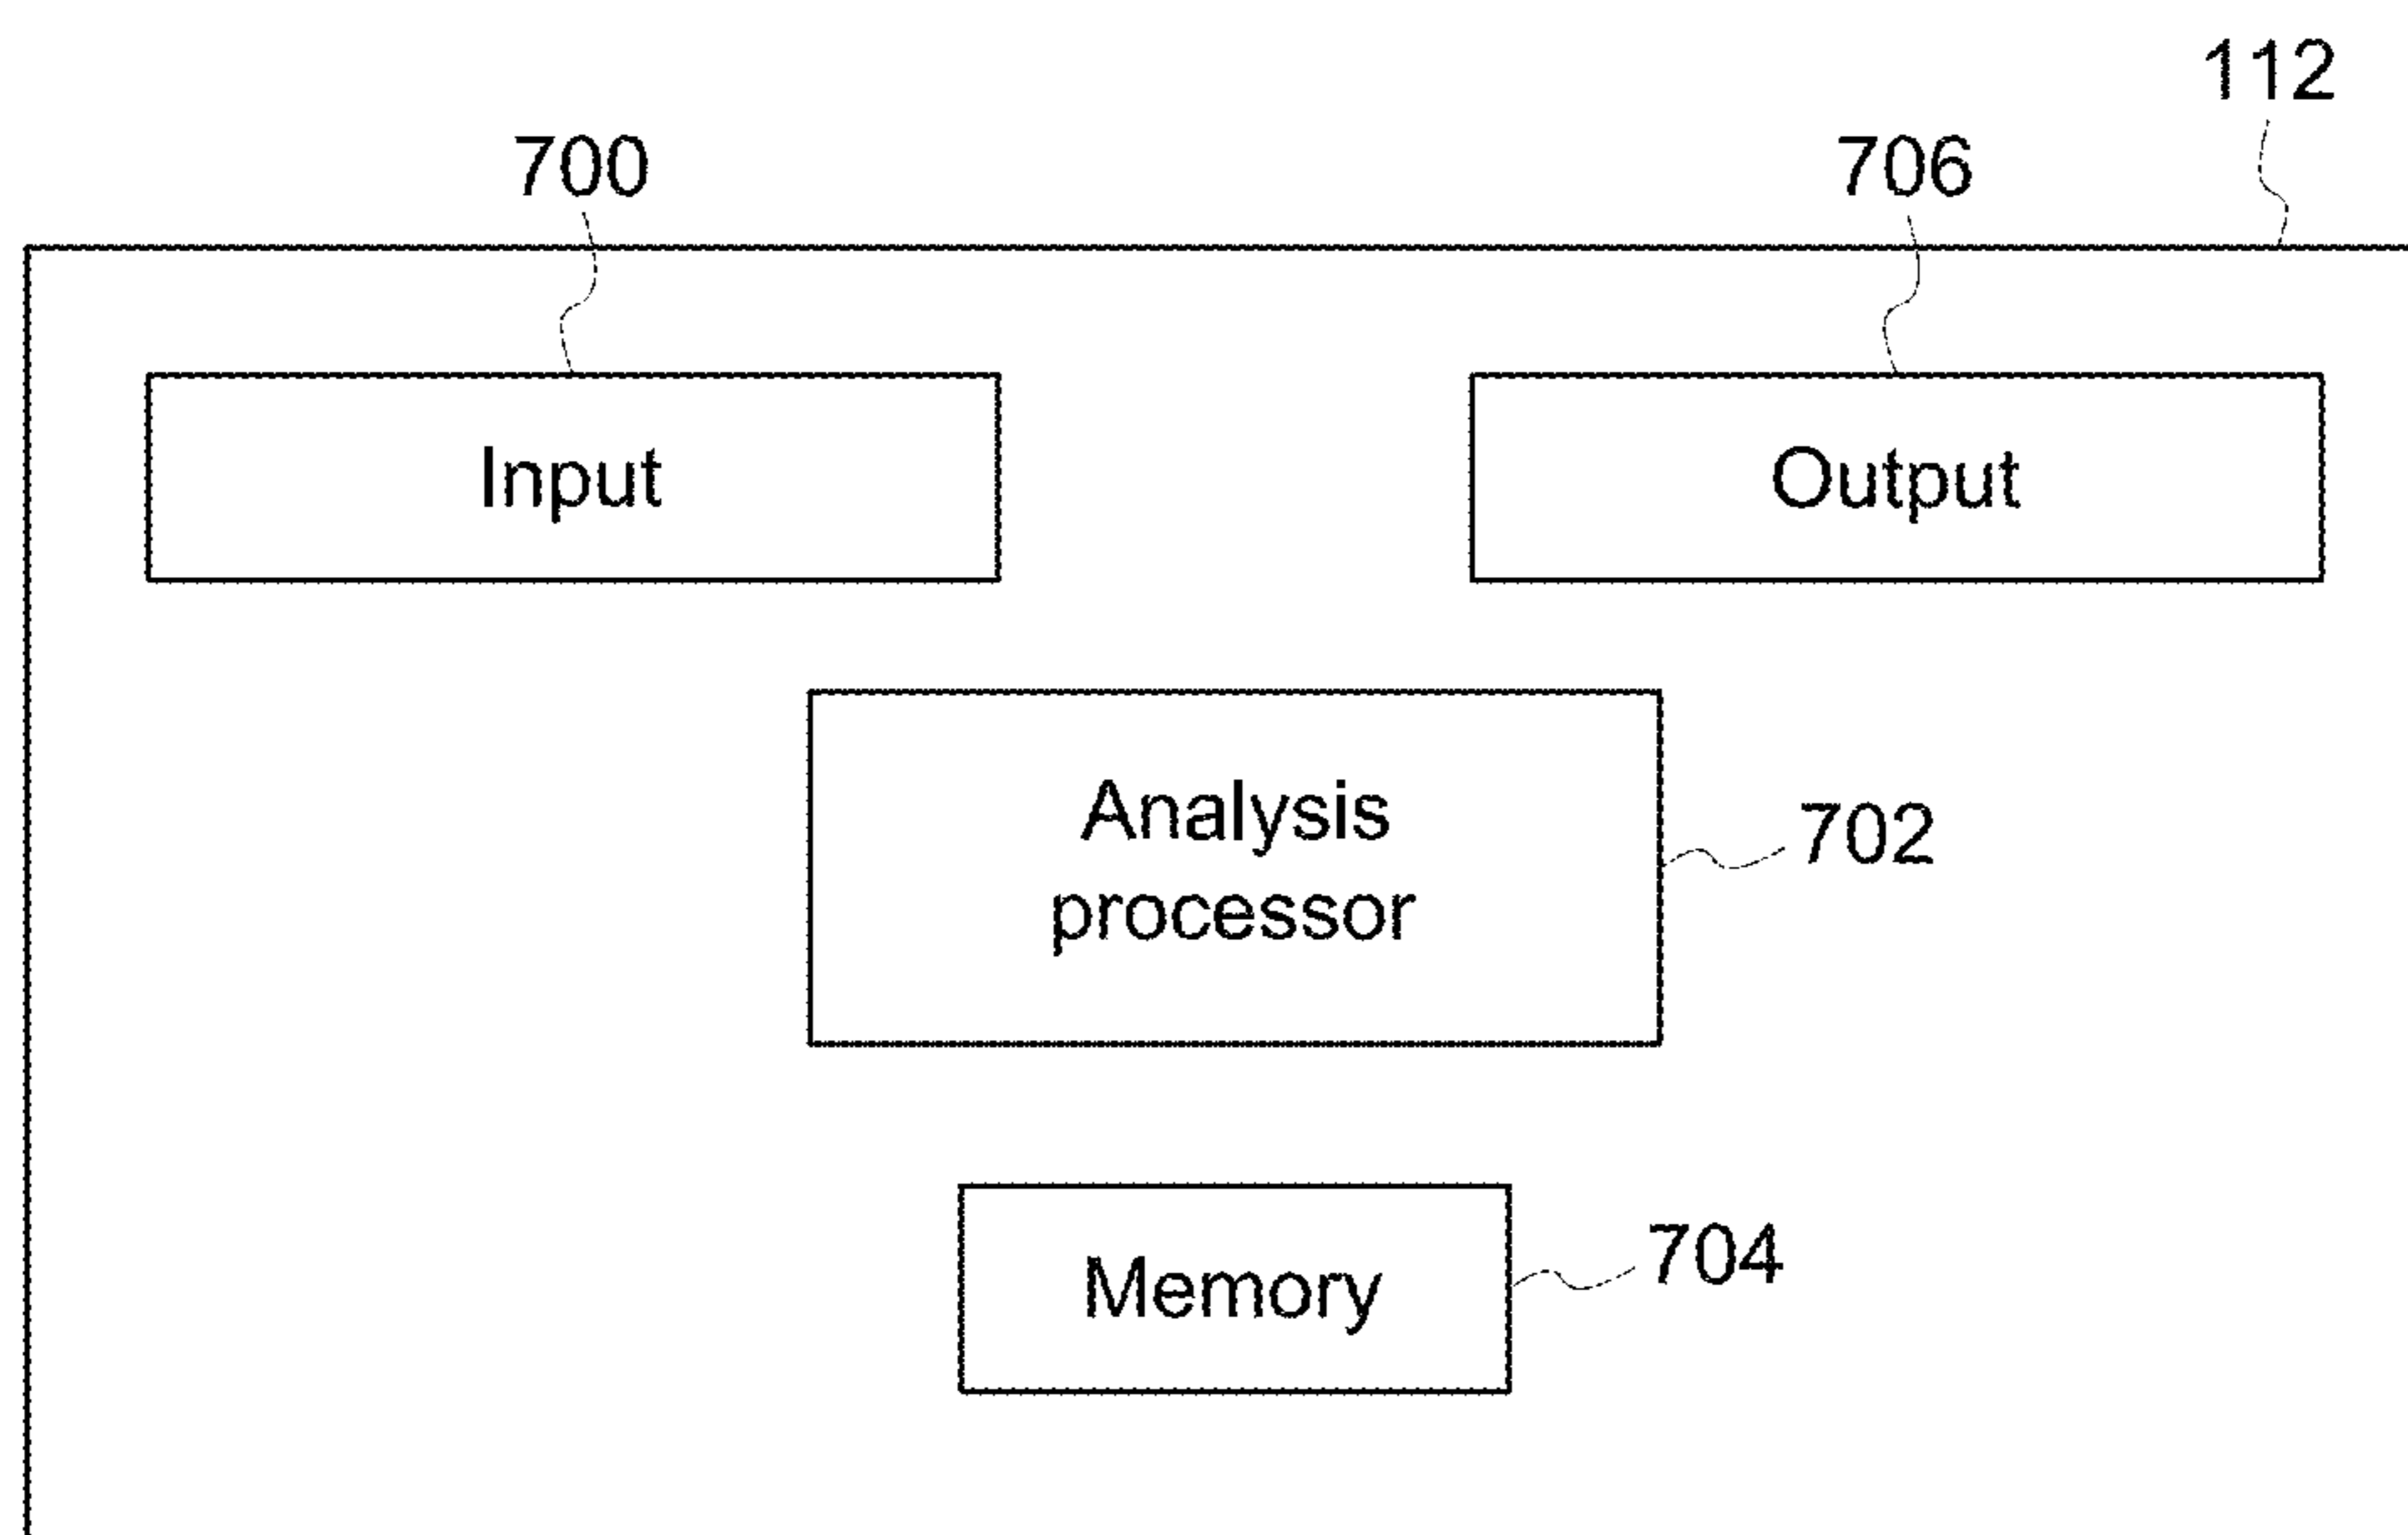 112
700
706
Input
Output
Analysis
processor
702
Memory
704